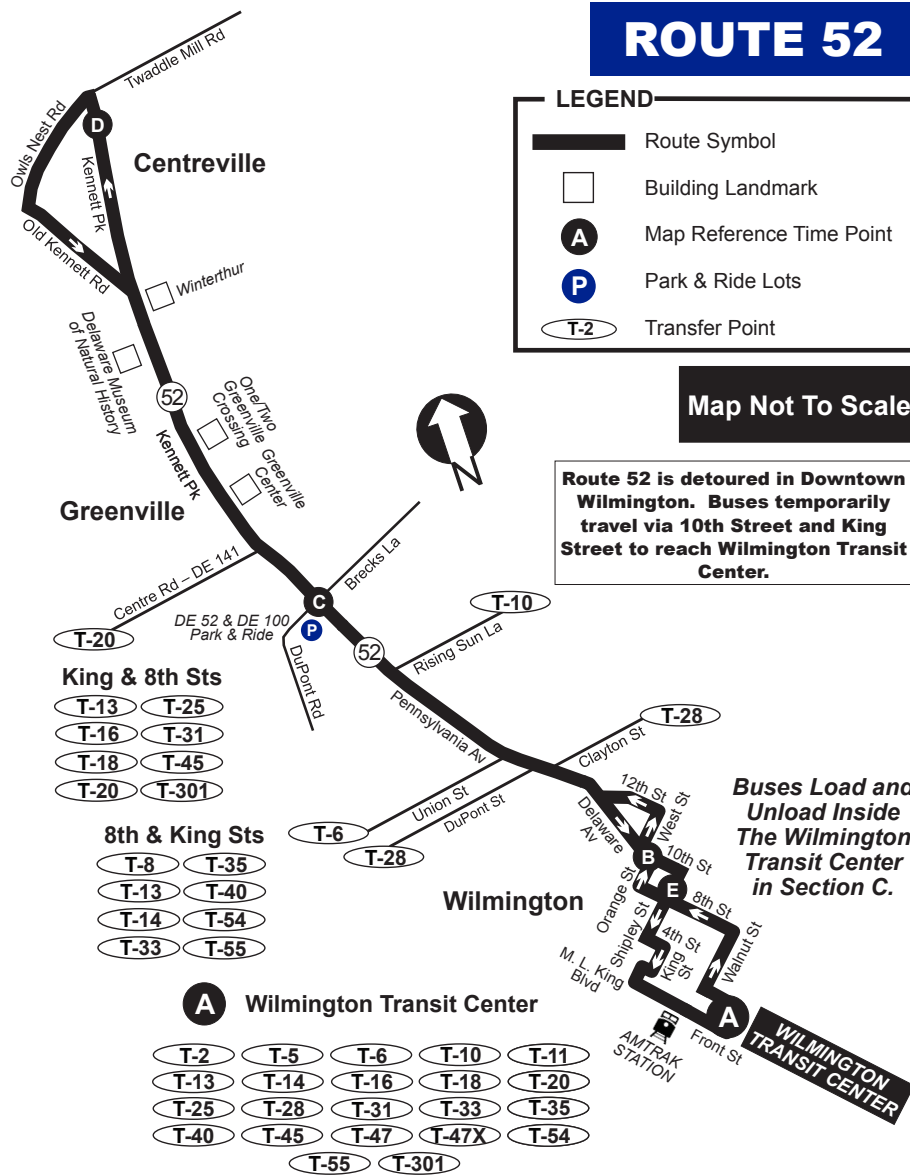 ROUTE 52
LEGEND
Route Symbol
Building Landmark
A
Map Reference Time Point
P
Park & Ride Lots
T-2
Transfer Point
Map Not To Scale
Route 52 is detoured in Downtown
Wilmington. Buses temporarily
travel via 10th Street and King
Street to reach Wilmington Transit
Center.
Twaddle Mill Rd
Owls Nest Rd
D
Centreville
Kennett Pk
Old Kennett Rd
Winterthur
Delaware Museum
of Natural History
52
One/Two
Greenville
Crossing
Greenville
Center
Kennett Pk
N
Greenville
Centre Rd – DE 141
Brecks La
C
DE 52 & DE 100
Park & Ride
P
T-20
DuPont Rd
52
T-10
Rising Sun La
Pennsylvania Av
King & 8th Sts
T-13 T-25
T-16 T-31
T-18 T-45
T-20 T-301
T-28
Clayton St
Union St
DuPont St
T-6
T-28
8th & King Sts
T-8 T-35
T-13 T-40
T-14 T-54
T-33 T-55
12th St
West St
Delaware
Av
B
10th St
E
Orange St
8th St
Wilmington
Shipley St
4th St
King
St
Walnut St
M. L. King
Blvd
A
Front St
AMTRAK
STATION
WILMINGTON
TRANSIT CENTER
Buses Load and
Unload Inside
The Wilmington
Transit Center
in Section C.
A Wilmington Transit Center
T-2 T-5 T-6 T-10 T-11
T-13 T-14 T-16 T-18 T-20
T-25 T-28 T-31 T-33 T-35
T-40 T-45 T-47 T-47X T-54
T-55 T-301